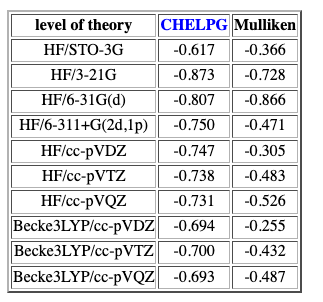 level of theory CHELPG Mulliken
HF/STO-3G -0.617 -0.366
HF/3-21G -0.873 -0.728
HF/6-31G(d) -0.807 -0.866
HF/6-311+G(2d,1p) -0.750 -0.471
HF/cc-pVDZ -0.747 -0.305
HF/cc-pVTZ -0.738 -0.483
HF/cc-pVQZ -0.731 -0.526
Becke3LYP/cc-pVDZ -0.694 -0.255
Becke3LYP/cc-pVTZ -0.700 -0.432
Becke3LYP/cc-pVQZ -0.693 -0.487